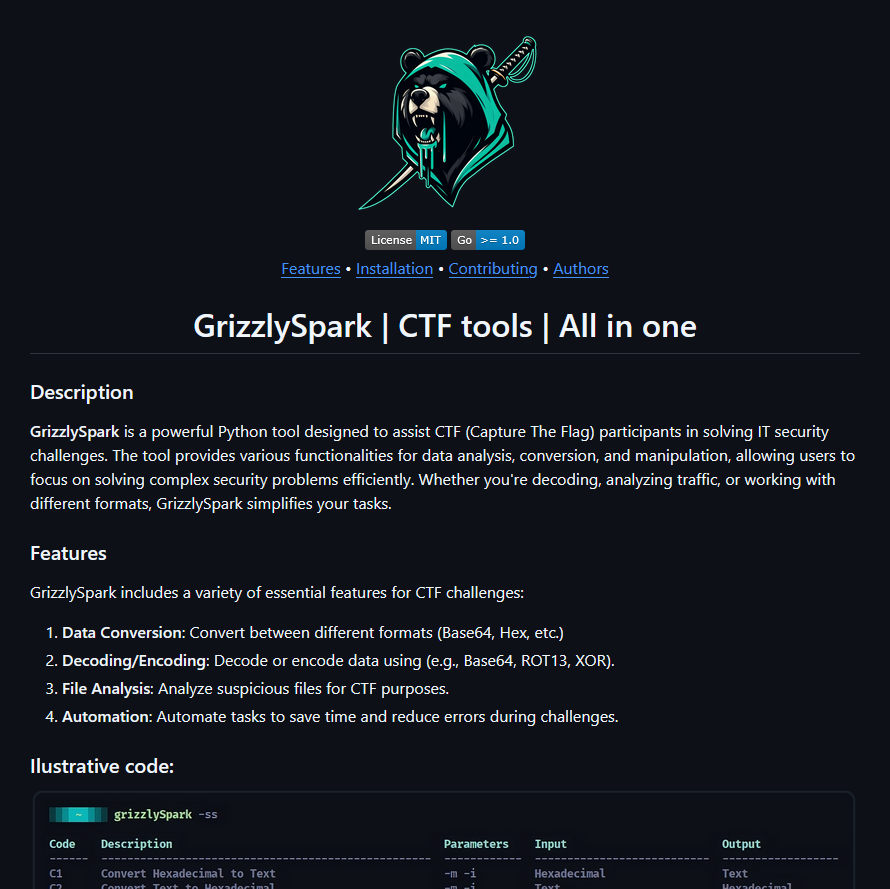 License MIT Go >= 1.0
Features • Installation • Contributing • Authors
GrizzlySpark | CTF tools | All in one
Description
GrizzlySpark is a powerful Python tool designed to assist CTF (Capture The Flag) participants in solving IT security
challenges. The tool provides various functionalities for data analysis, conversion, and manipulation, allowing users to
focus on solving complex security problems efficiently. Whether you're decoding, analyzing traffic, or working with
different formats, GrizzlySpark simplifies your tasks.
Features
GrizzlySpark includes a variety of essential features for CTF challenges:
1. Data Conversion: Convert between different formats (Base64, Hex, etc.)
2. Decoding/Encoding: Decode or encode data using (e.g., Base64, ROT13, XOR).
3. File Analysis: Analyze suspicious files for CTF purposes.
4. Automation: Automate tasks to save time and reduce errors during challenges.
Ilustrative code:
~ grizzlySpark -ss
Code Description Parameters Input Output
------ --------------------------------------------------- ------------ --------------------------- ------------------
C1 Convert Hexadecimal to Text -m -i Hexadecimal Text
C2 Convert Text to Hexadecimal -m -i Text Hexadecimal